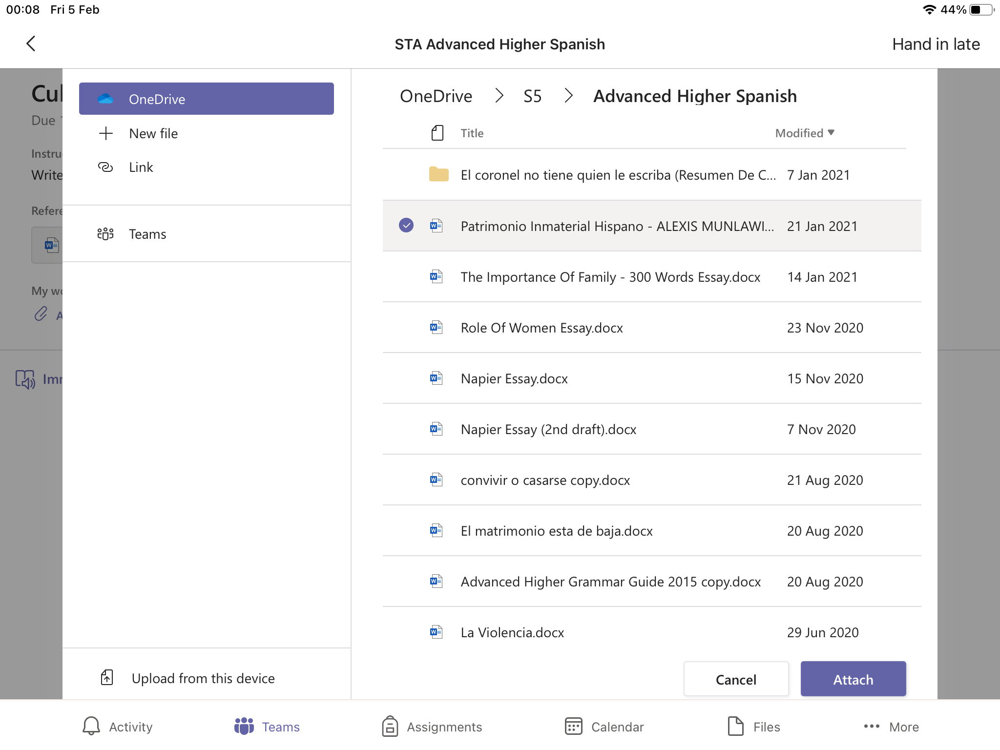 00:08 Fri 5 Feb 44%
STA Advanced Higher Spanish
Hand in late
Due
Write
OneDrive
New file
Link
Teams
Upload from this device
OneDrive > S5 > Advanced Higher Spanish
Title Modified
El coronel no tiene quien le escriba (Resumen De C... 7 Jan 2021
Patrimonio Inmaterial Hispano - ALEXIS MUNLAWI... 21 Jan 2021
The Importance Of Family - 300 Words Essay.docx 14 Jan 2021
Role Of Women Essay.docx 23 Nov 2020
Napier Essay.docx 15 Nov 2020
Napier Essay (2nd draft).docx 7 Nov 2020
convivir o casarse copy.docx 21 Aug 2020
El matrimonio esta de baja.docx 20 Aug 2020
Advanced Higher Grammar Guide 2015 copy.docx 20 Aug 2020
La Violencia.docx 29 Jun 2020
Cancel Attach
Activity Teams Assignments Calendar Files More